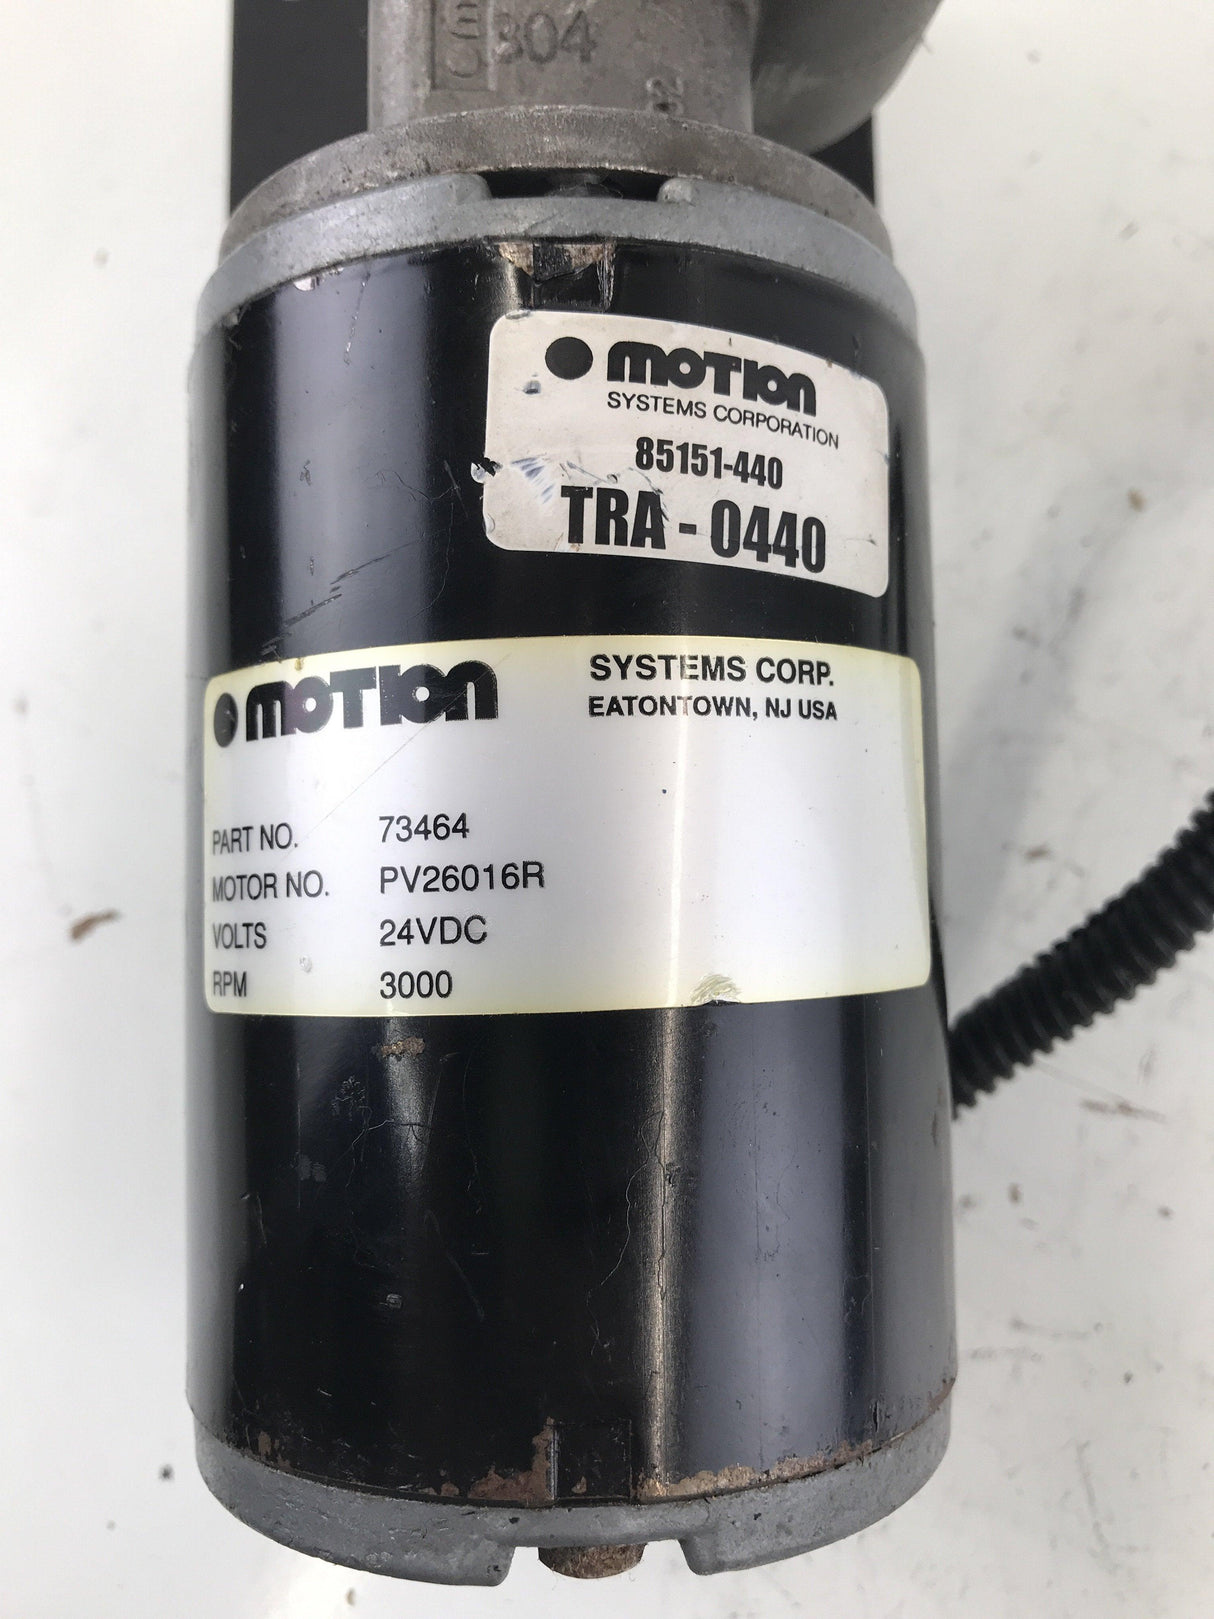 304
MOTION
SYSTEMS CORPORATION
85151-440
TRA - 0440
MOTION SYSTEMS CORP.
EATONTOWN, NJ USA
PART NO. 73464
MOTOR NO. PV26016R
VOLTS 24VDC
RPM 3000